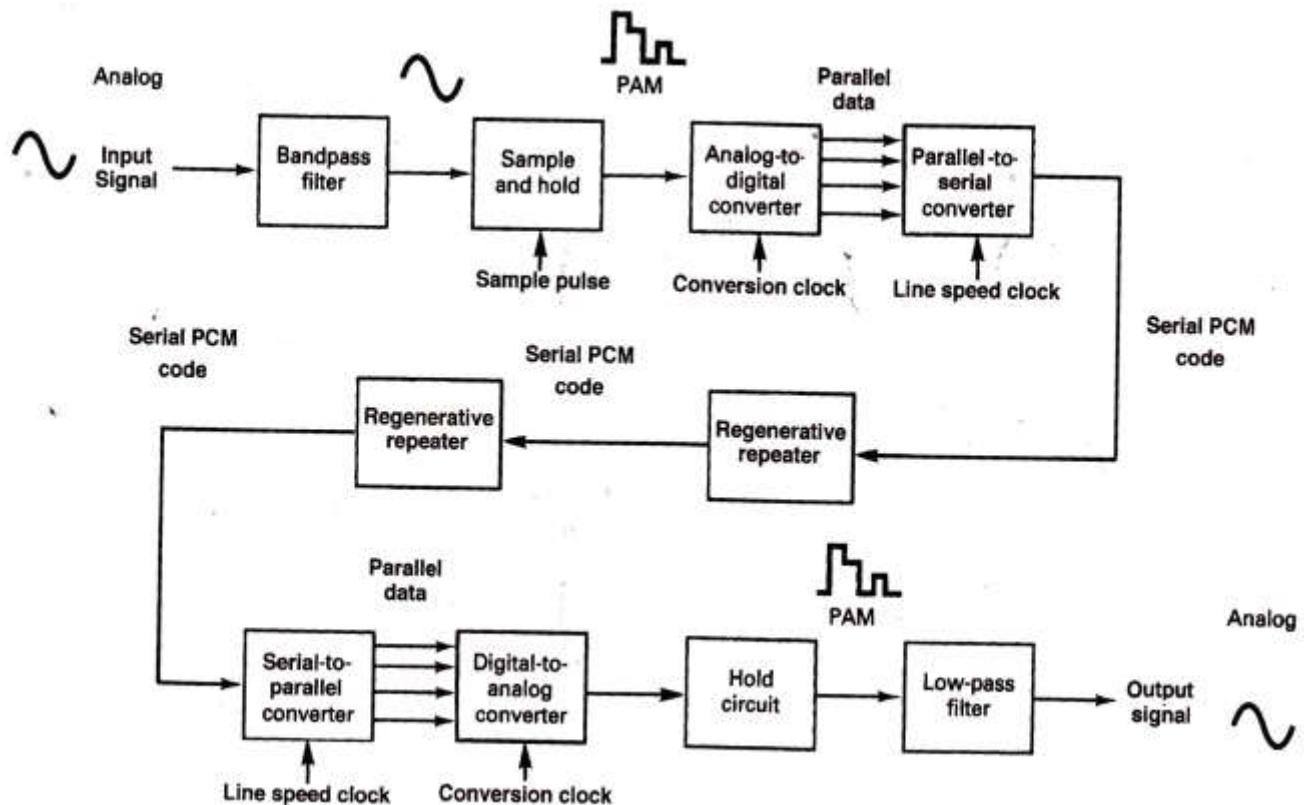 PAM
Analog
Parallel
data
Input
Signal
Bandpass
filter
Sample
and hold
Analog-to-
digital
converter
Parallel-to-
serial
converter
Sample pulse
Conversion clock
Line speed clock
Serial PCM
code
Serial PCM
code
Serial PCM
code
Regenerative
repeater
Regenerative
repeater
Parallel
data
PAM
Analog
Serial-to-
parallel
converter
Digital-to-
analog
converter
Hold
circuit
Low-pass
filter
Output
signal
Line speed clock
Conversion clock